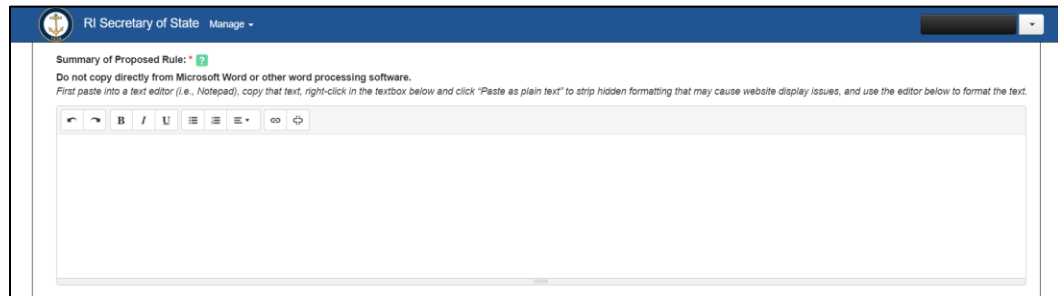 RI Secretary of State Manage
Summary of Proposed Rule: * ?
Do not copy directly from Microsoft Word or other word processing software.
First paste into a text editor (i.e., Notepad), copy that text, right-click in the textbox below and click “Paste as plain text” to strip hidden formatting that may cause website display issues, and use the editor below to format the text.
B I U